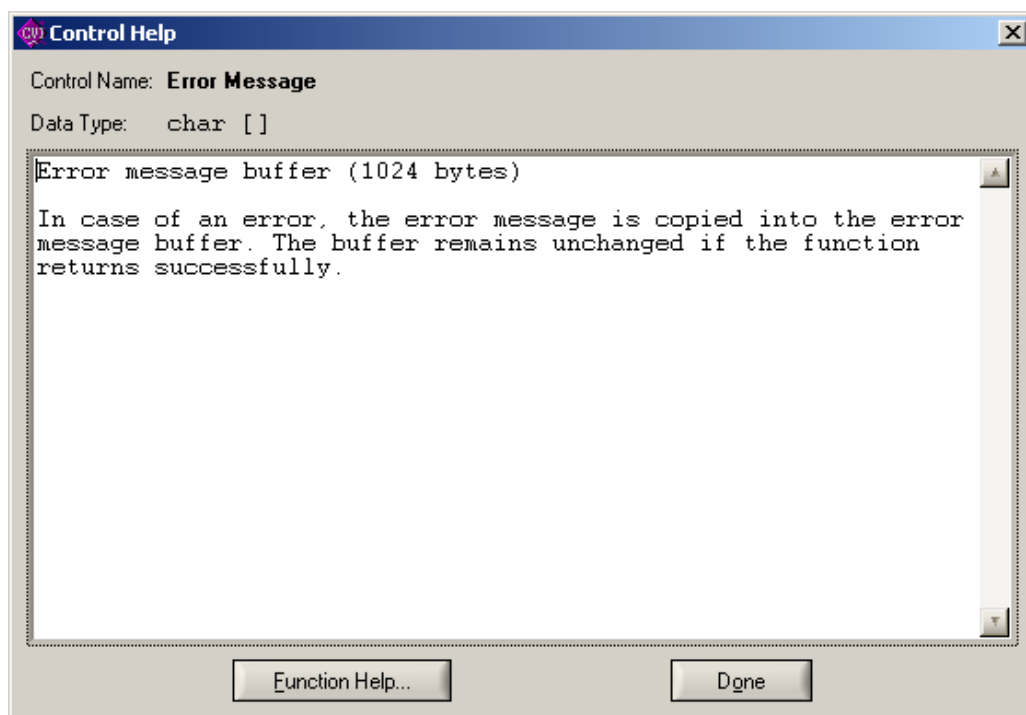 CVI Control Help
Control Name: Error Message
Data Type: char []
Error message buffer (1024 bytes)
In case of an error, the error message is copied into the error
message buffer. The buffer remains unchanged if the function
returns successfully.
Function Help... Done